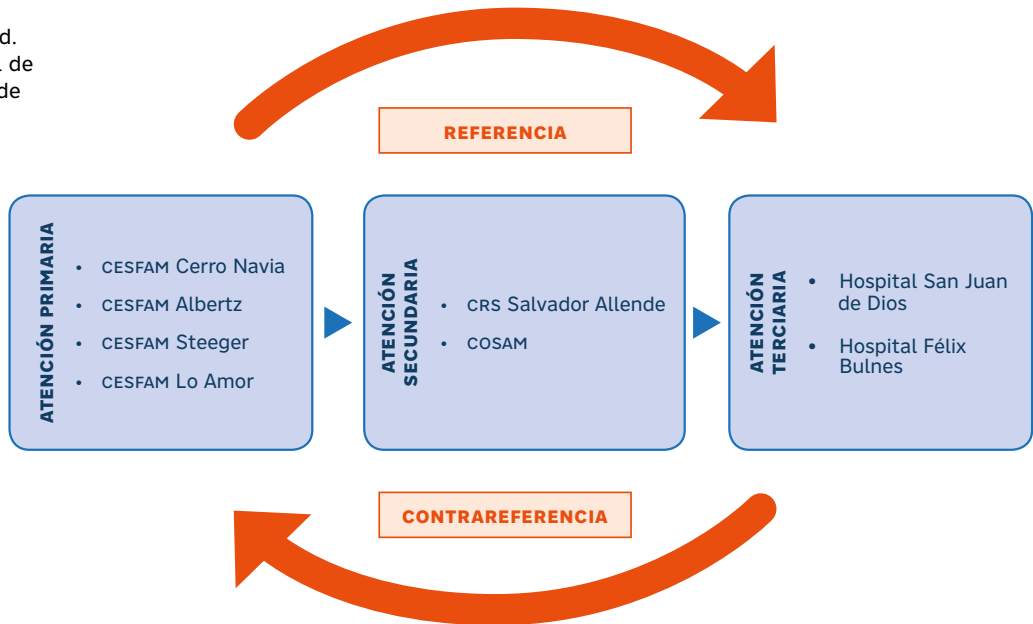 d.
de
de
REFERENCIA
ATENCIÓN PRIMARIA
• CESFAM Cerro Navia
• CESFAM Albertz
• CESFAM Steeger
• CESFAM Lo Amor
ATENCIÓN
SECUNDARIA
• CRS Salvador Allende
• COSAM
ATENCIÓN
TERCIARIA
• Hospital San Juan
de Dios
• Hospital Félix
Bulnes
CONTRAREFERENCIA